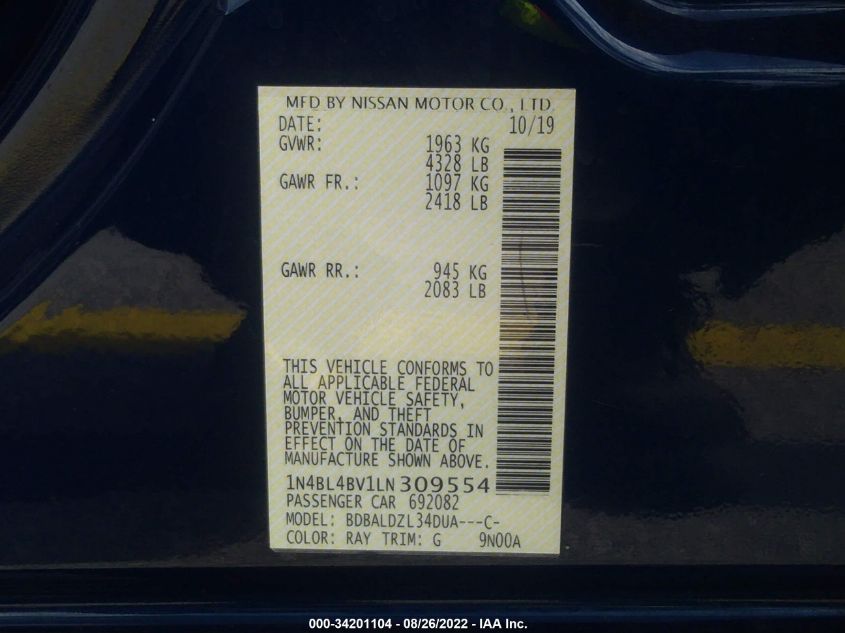 MFD BY NISSAN MOTOR CO., LTD.
DATE: 10/19
GVWR: 1963 KG
4328 LB
GAWR FR.: 1097 KG
2418 LB
GAWR RR.: 945 KG
2083 LB
THIS VEHICLE CONFORMS TO
ALL APPLICABLE FEDERAL
MOTOR VEHICLE SAFETY,
BUMPER, AND THEFT
PREVENTION STANDARDS IN
EFFECT ON THE DATE OF
MANUFACTURE SHOWN ABOVE.
1N4BL4BV1LN309554
PASSENGER CAR 692082
MODEL: BDBALDZL34DUA---C-
COLOR: RAY TRIM: G 9N00A
000-34201104 - 08/26/2022 - IAA Inc.